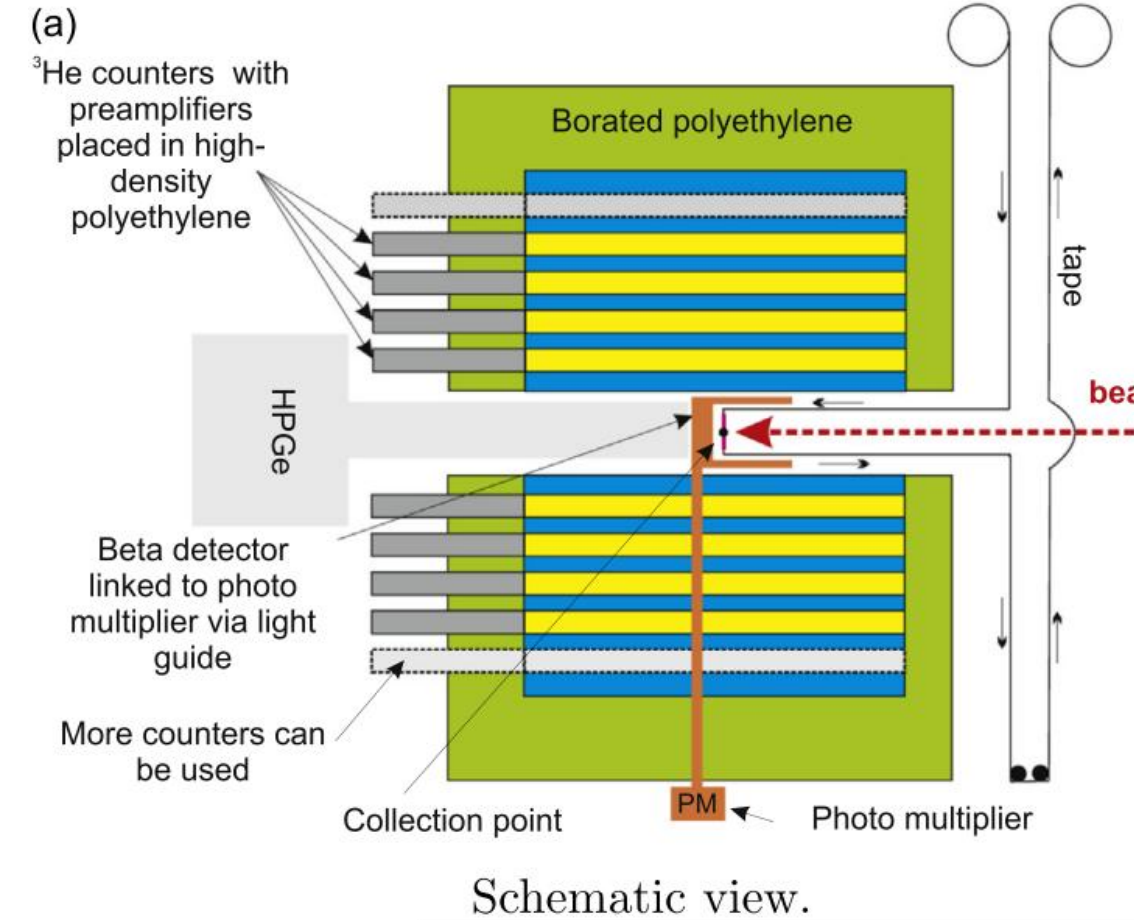 (a)
³He counters with
preamplifiers
placed in high-
density
polyethylene
Borated polyethylene
tape
HPGe
Beta detector
linked to photo
multiplier via light
guide
More counters can
be used
Collection point
PM
Photo multiplier
Schematic view.